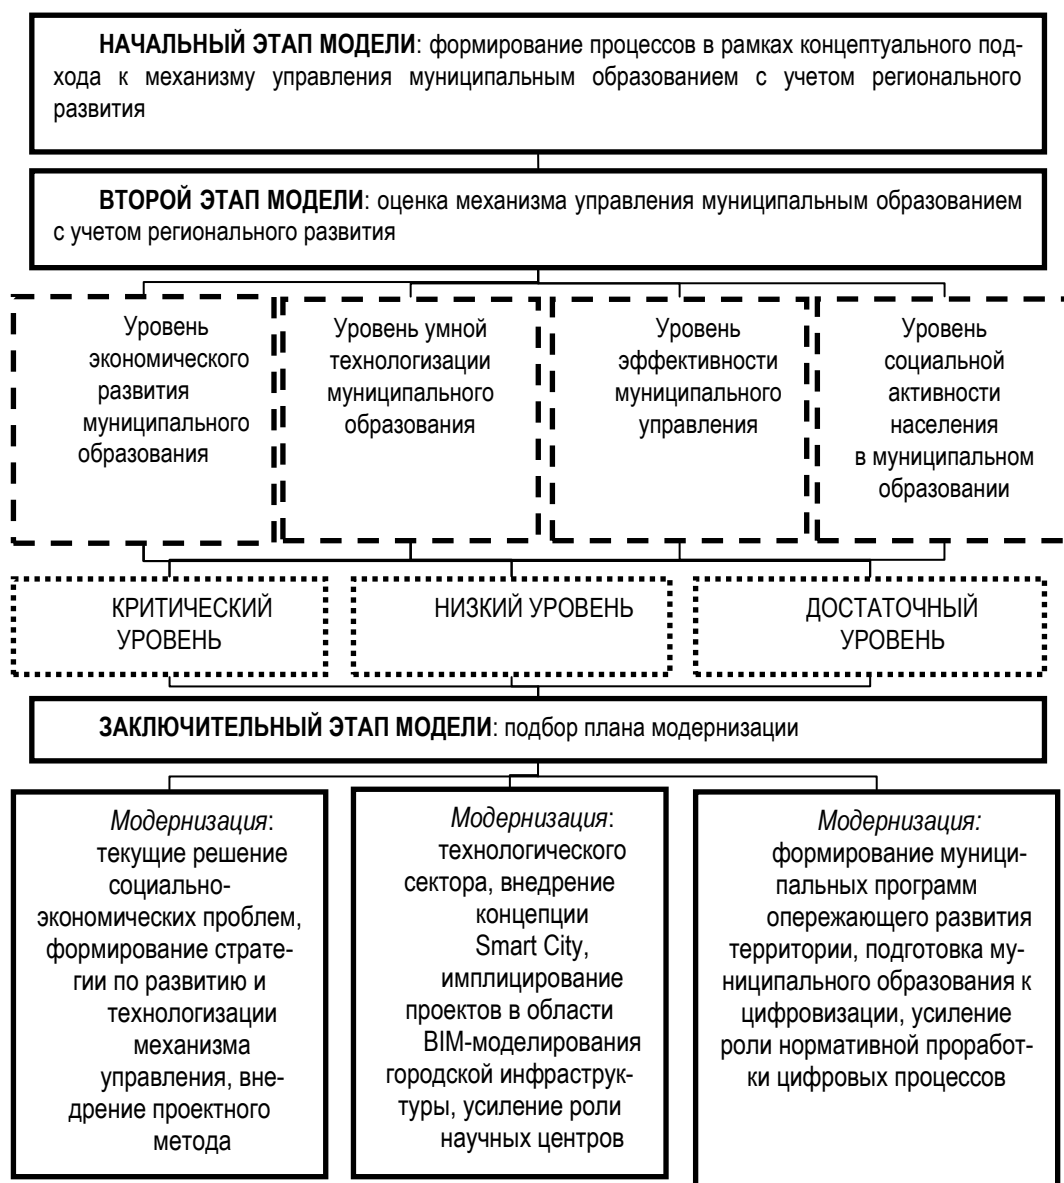 НАЧАЛЬНЫЙ ЭТАП МОДЕЛИ: формирование процессов в рамках концептуального под-
хода к механизму управления муниципальным образованием с учетом регионального
развития
ВТОРОЙ ЭТАП МОДЕЛИ: оценка механизма управления муниципальным образованием
с учетом регионального развития
Уровень
экономического
развития
муниципального
образования
Уровень умной
технологизации
муниципального
образования
Уровень
эффективности
муниципального
управления
Уровень
социальной
активности
населения
в муниципальном
образовании
КРИТИЧЕСКИЙ
УРОВЕНЬ
НИЗКИЙ УРОВЕНЬ
ДОСТАТОЧНЫЙ
УРОВЕНЬ
ЗАКЛЮЧИТЕЛЬНЫЙ ЭТАП МОДЕЛИ: подбор плана модернизации
Модернизация:
текущие решение
социально-
экономических проблем,
формирование страте-
гии по развитию и
технологизации
механизма
управления, вне-
дрение проектного
метода
Модернизация:
технологического
сектора, внедрение
концепции
Smart City,
имплицирование
проектов в области
BIM-моделирования
городской инфраструк-
туры, усиление роли
научных центров
Модернизация:
формирование муници-
пальных программ
опережающего развития
территории, подготовка му-
ниципального образования к
цифровизации, усиление
роли нормативной проработ-
ки цифровых процессов